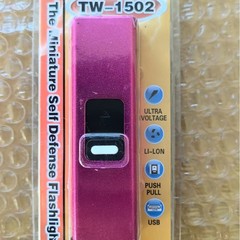 TW-1502
The Miniature Self Defense Flashlight
ULTRA
VOLTAGE
LI-LON
PUSH
PULL
USB